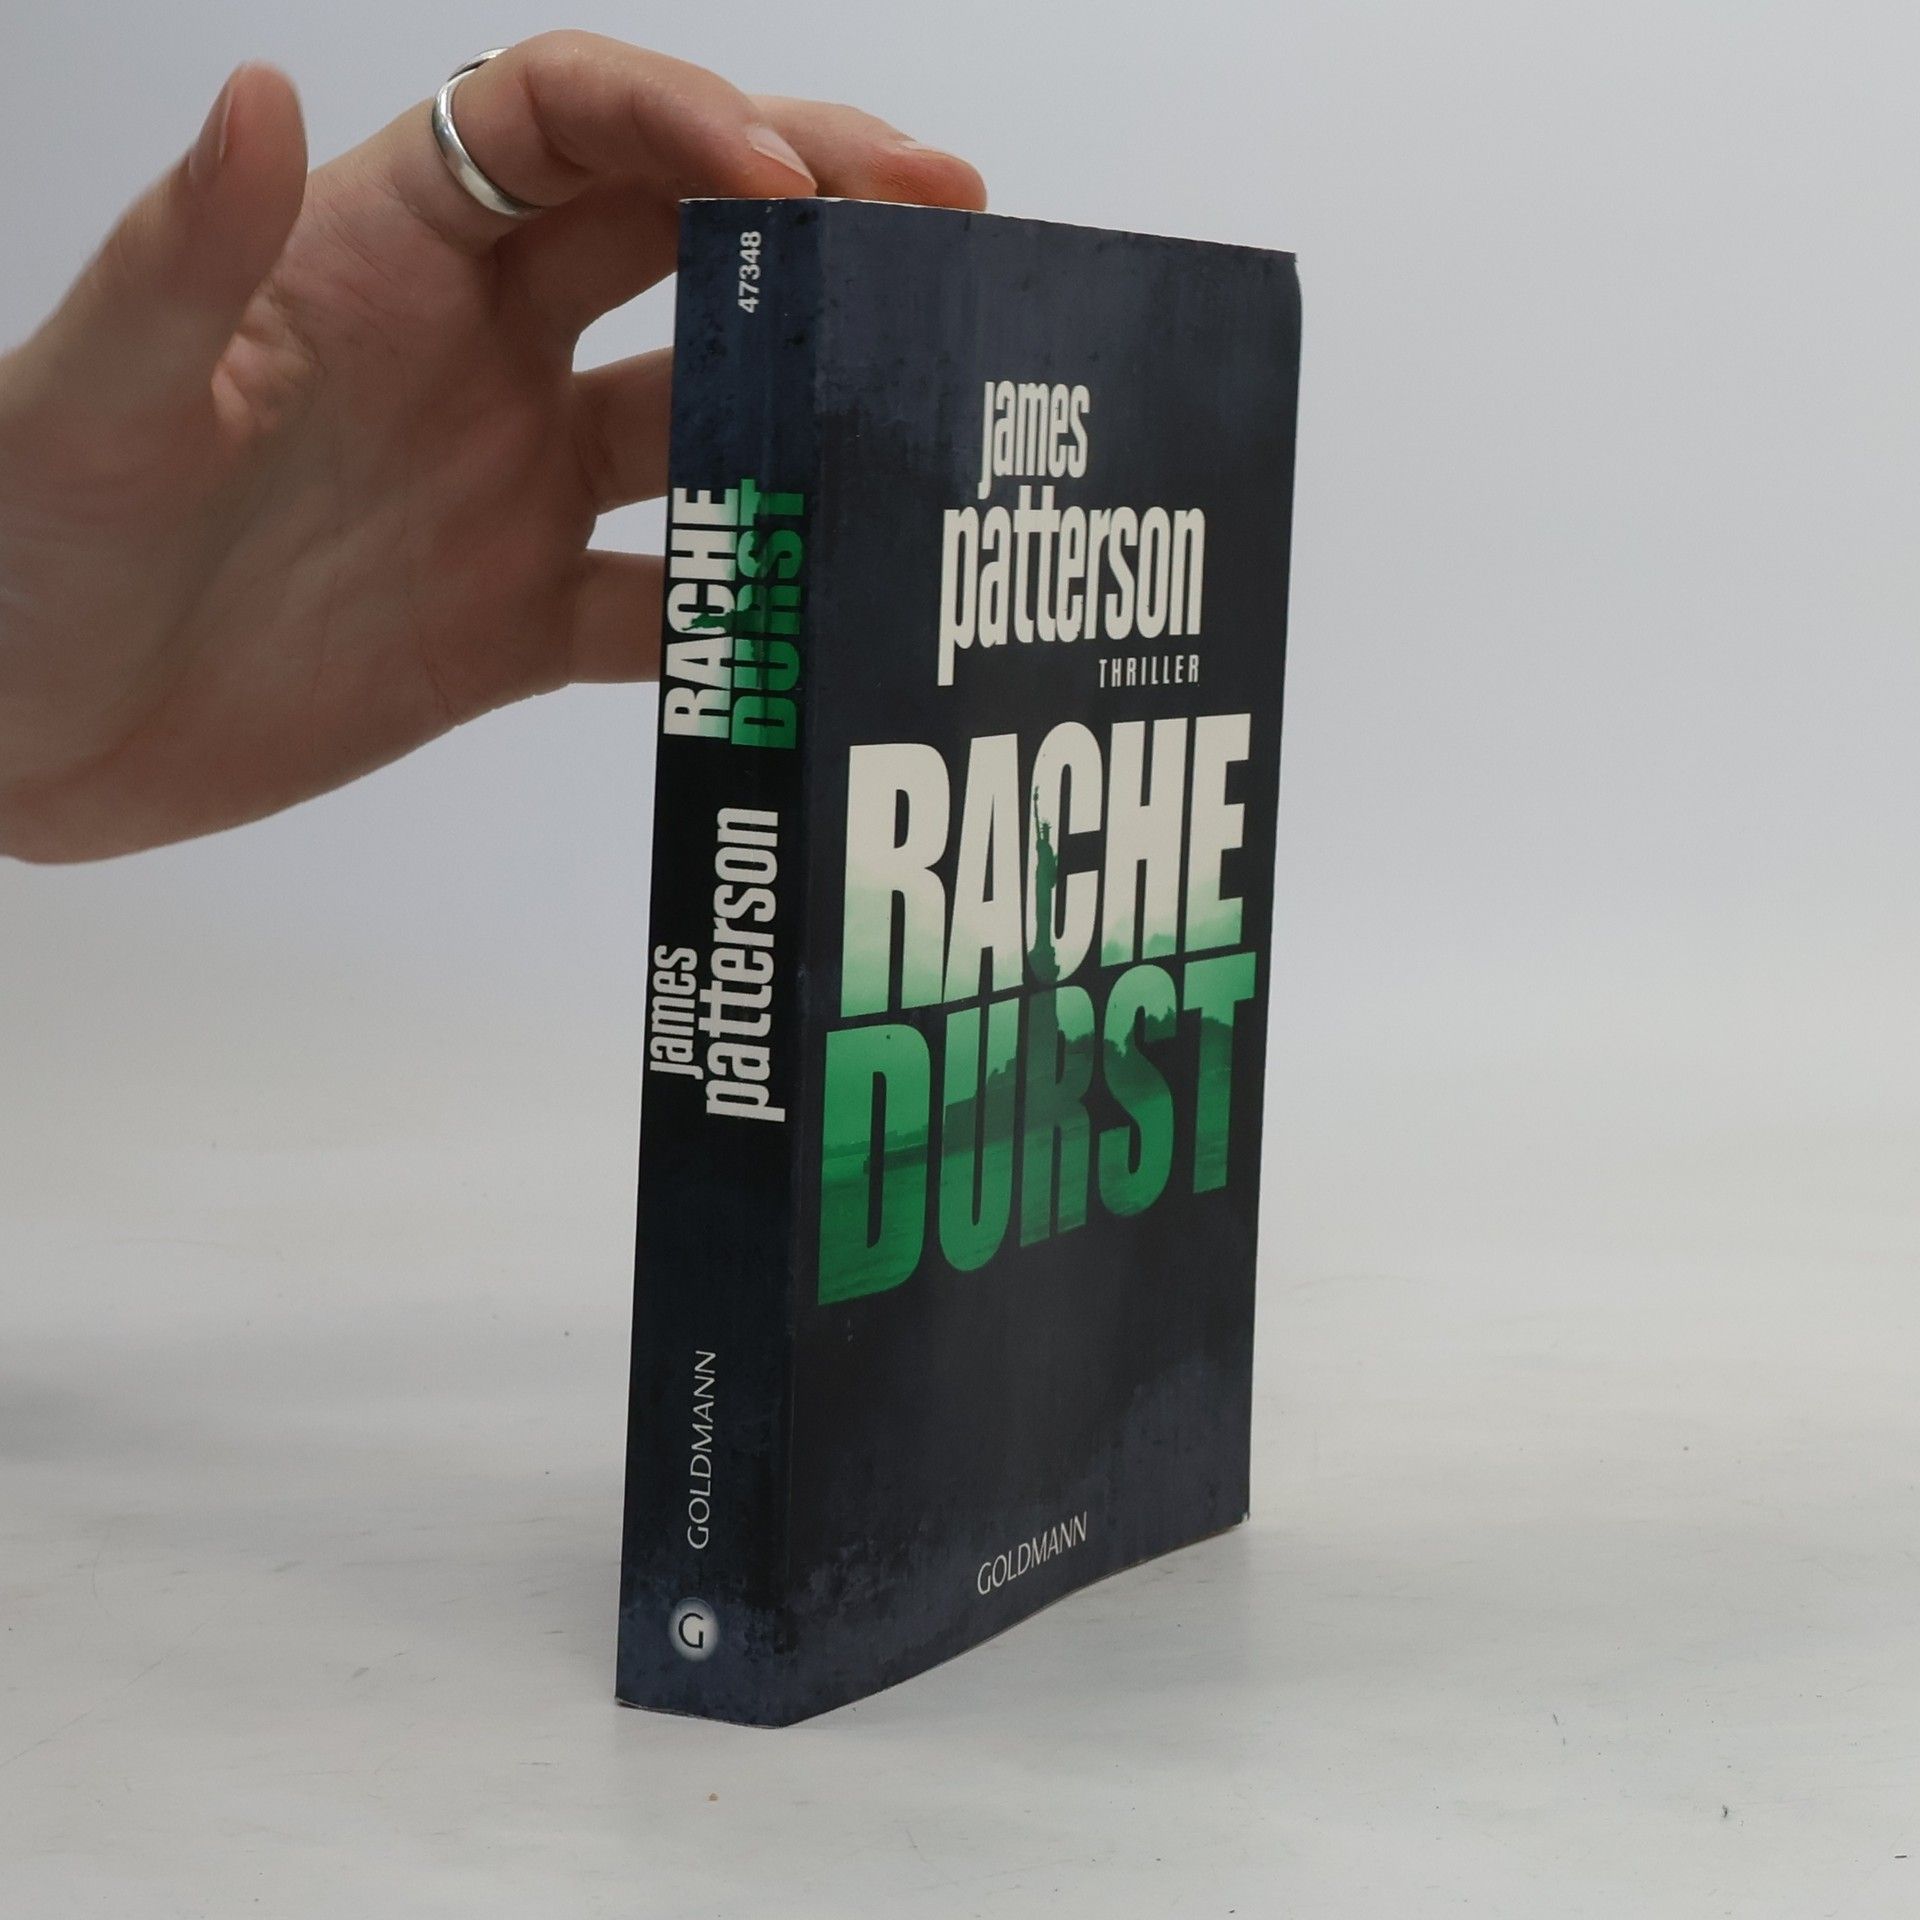 47348
RACHE
DURST
james
patterson
GOLDMANN
G
james
patterson
THRILLER
RACHE
DURST
GOLDMANN